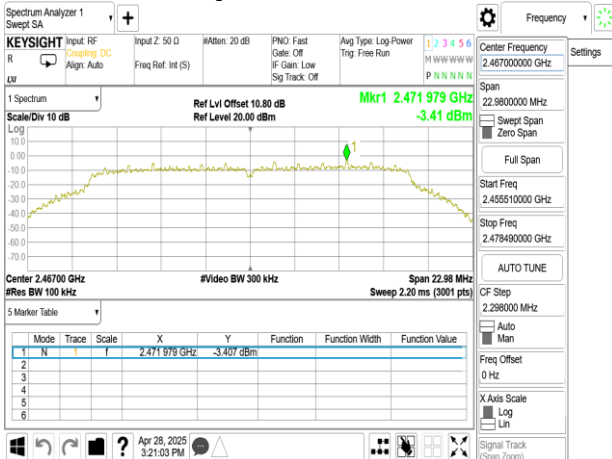 Spectrum Analyzer 1
Swept SA
Frequency
KEYSIGHT
R
Input: RF
Coupling: DC
Align: Auto
Input Z: 50 Ω
Freq Ref: Int (S)
#Atten: 20 dB
PNO: Fast
Gate: Off
IF Gain: Low
Sig Track: Off
Avg Type: Log-Power
Trig: Free Run
1 2 3 4 5 6
M W W W W W
P N N N N N
1 Spectrum
Scale/Div 10 dB
Ref Lvl Offset 10.80 dB
Ref Level 20.00 dBm
Mkr1 2.471 979 GHz
-3.41 dBm
Log
10.0
0.00
-10.0
-20.0
-30.0
-40.0
-50.0
-60.0
-70.0
1
Center 2.46700 GHz
#Res BW 100 kHz
#Video BW 300 kHz
Span 22.98 MHz
Sweep 2.20 ms (3001 pts)
5 Marker Table
Mode Trace Scale X Y Function Function Width Function Value
1 N 1 f 2.471 979 GHz -3.407 dBm
2
3
4
5
6
Apr 28, 2025
3:21:03 PM
Center Frequency
2.467000000 GHz
Settings
Span
22.9800000 MHz
Swept Span
Zero Span
Full Span
Start Freq
2.455510000 GHz
Stop Freq
2.478490000 GHz
AUTO TUNE
CF Step
2.298000 MHz
Auto
Man
Freq Offset
0 Hz
X Axis Scale
Log
Lin
Signal Track
(Span Zoom)